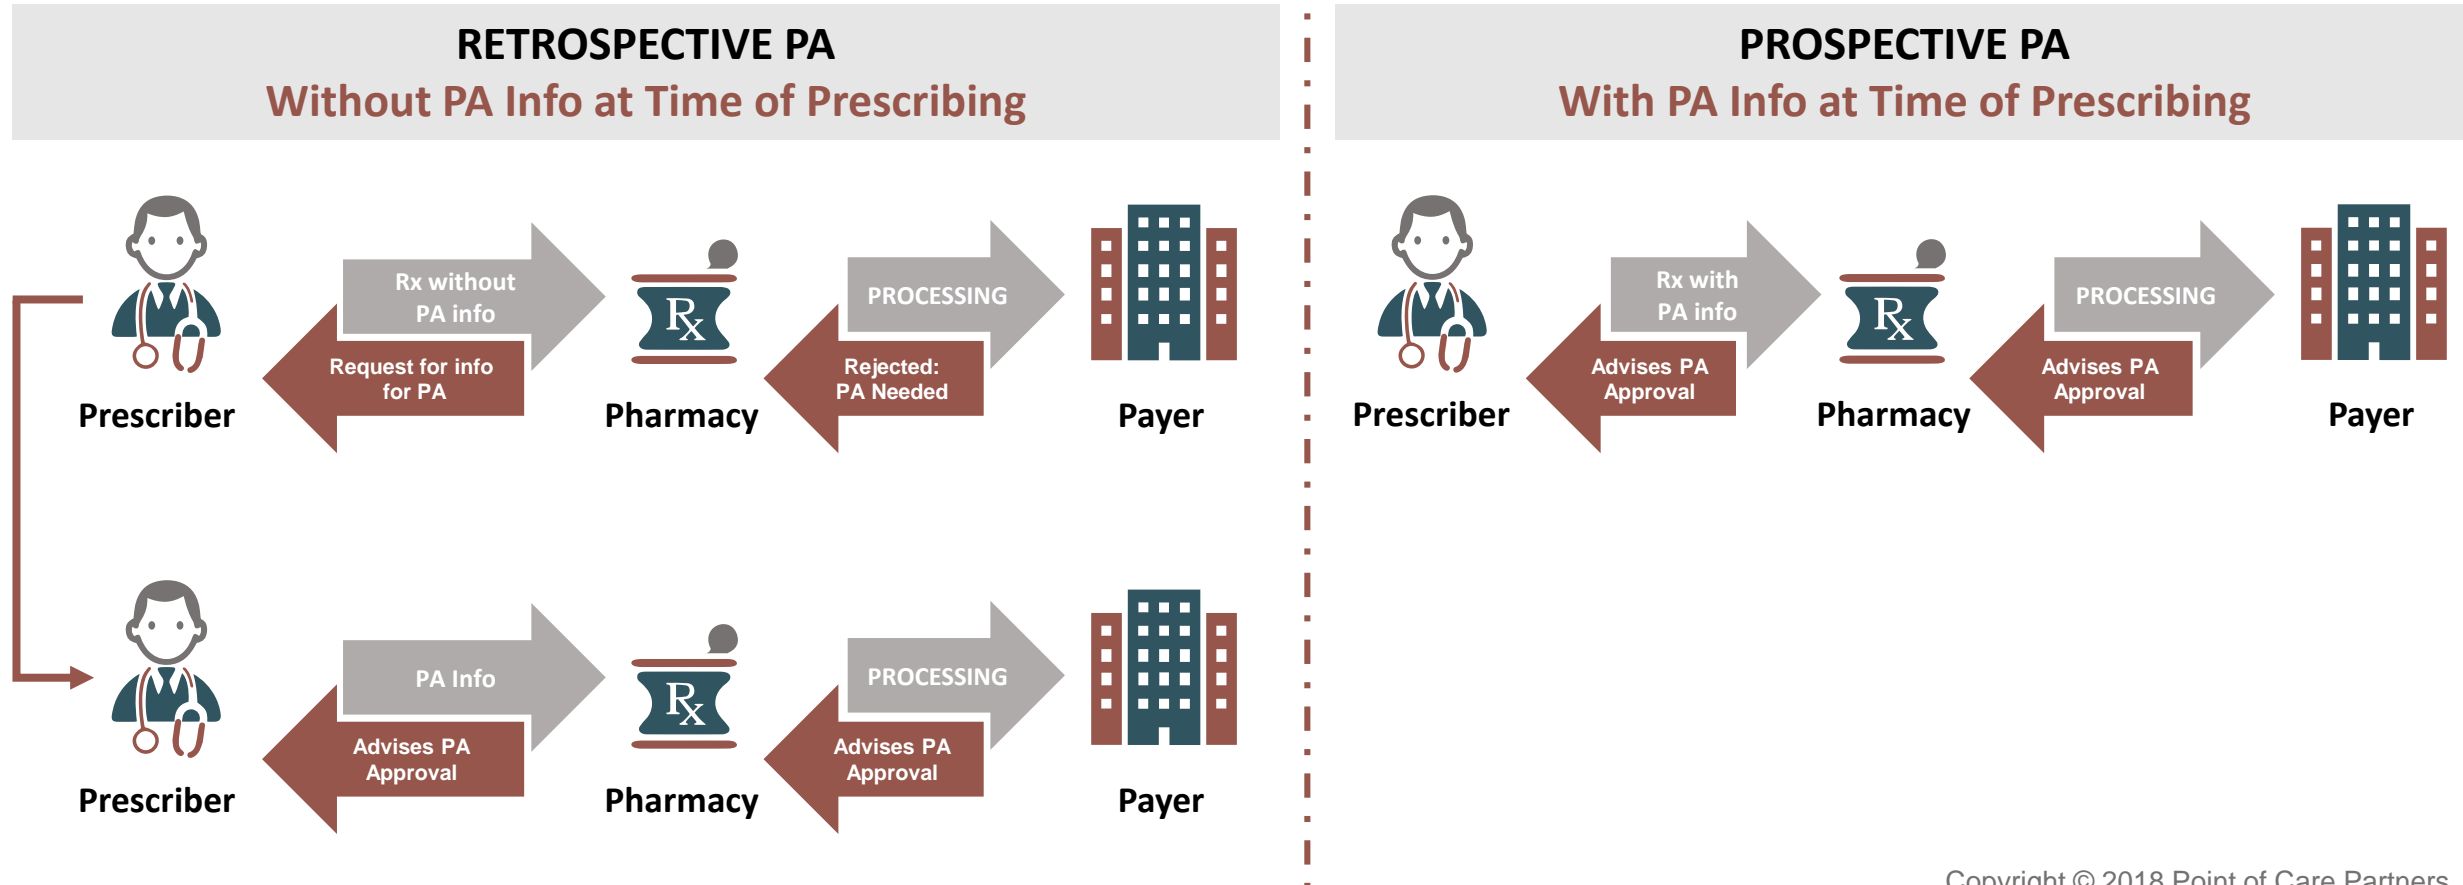 RETROSPECTIVE PA
Without PA Info at Time of Prescribing
Rx without
PA info
Request for info
for PA
PROCESSING
Rejected:
PA Needed
Rx
Prescriber
Pharmacy
Payer
PA Info
Advises PA
Approval
PROCESSING
Advises PA
Approval
Rx
Prescriber
Pharmacy
Payer
PROSPECTIVE PA
With PA Info at Time of Prescribing
Rx with
PA info
Advises PA
Approval
PROCESSING
Advises PA
Approval
Rx
Prescriber
Pharmacy
Payer
Copyright © 2018 Point of Care Partners